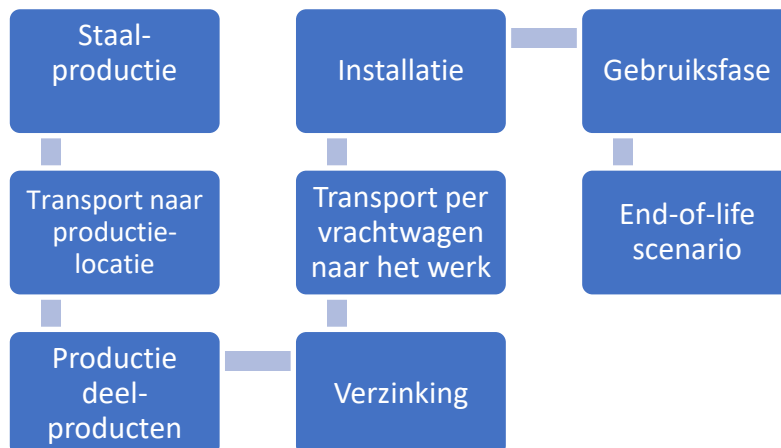 Staal-
productie
Transport naar
productie-
locatie
Productie
deel-
producten
Verzinking
Transport per
vrachtwagen
naar het werk
Installatie
Gebruiksfase
End-of-life
scenario